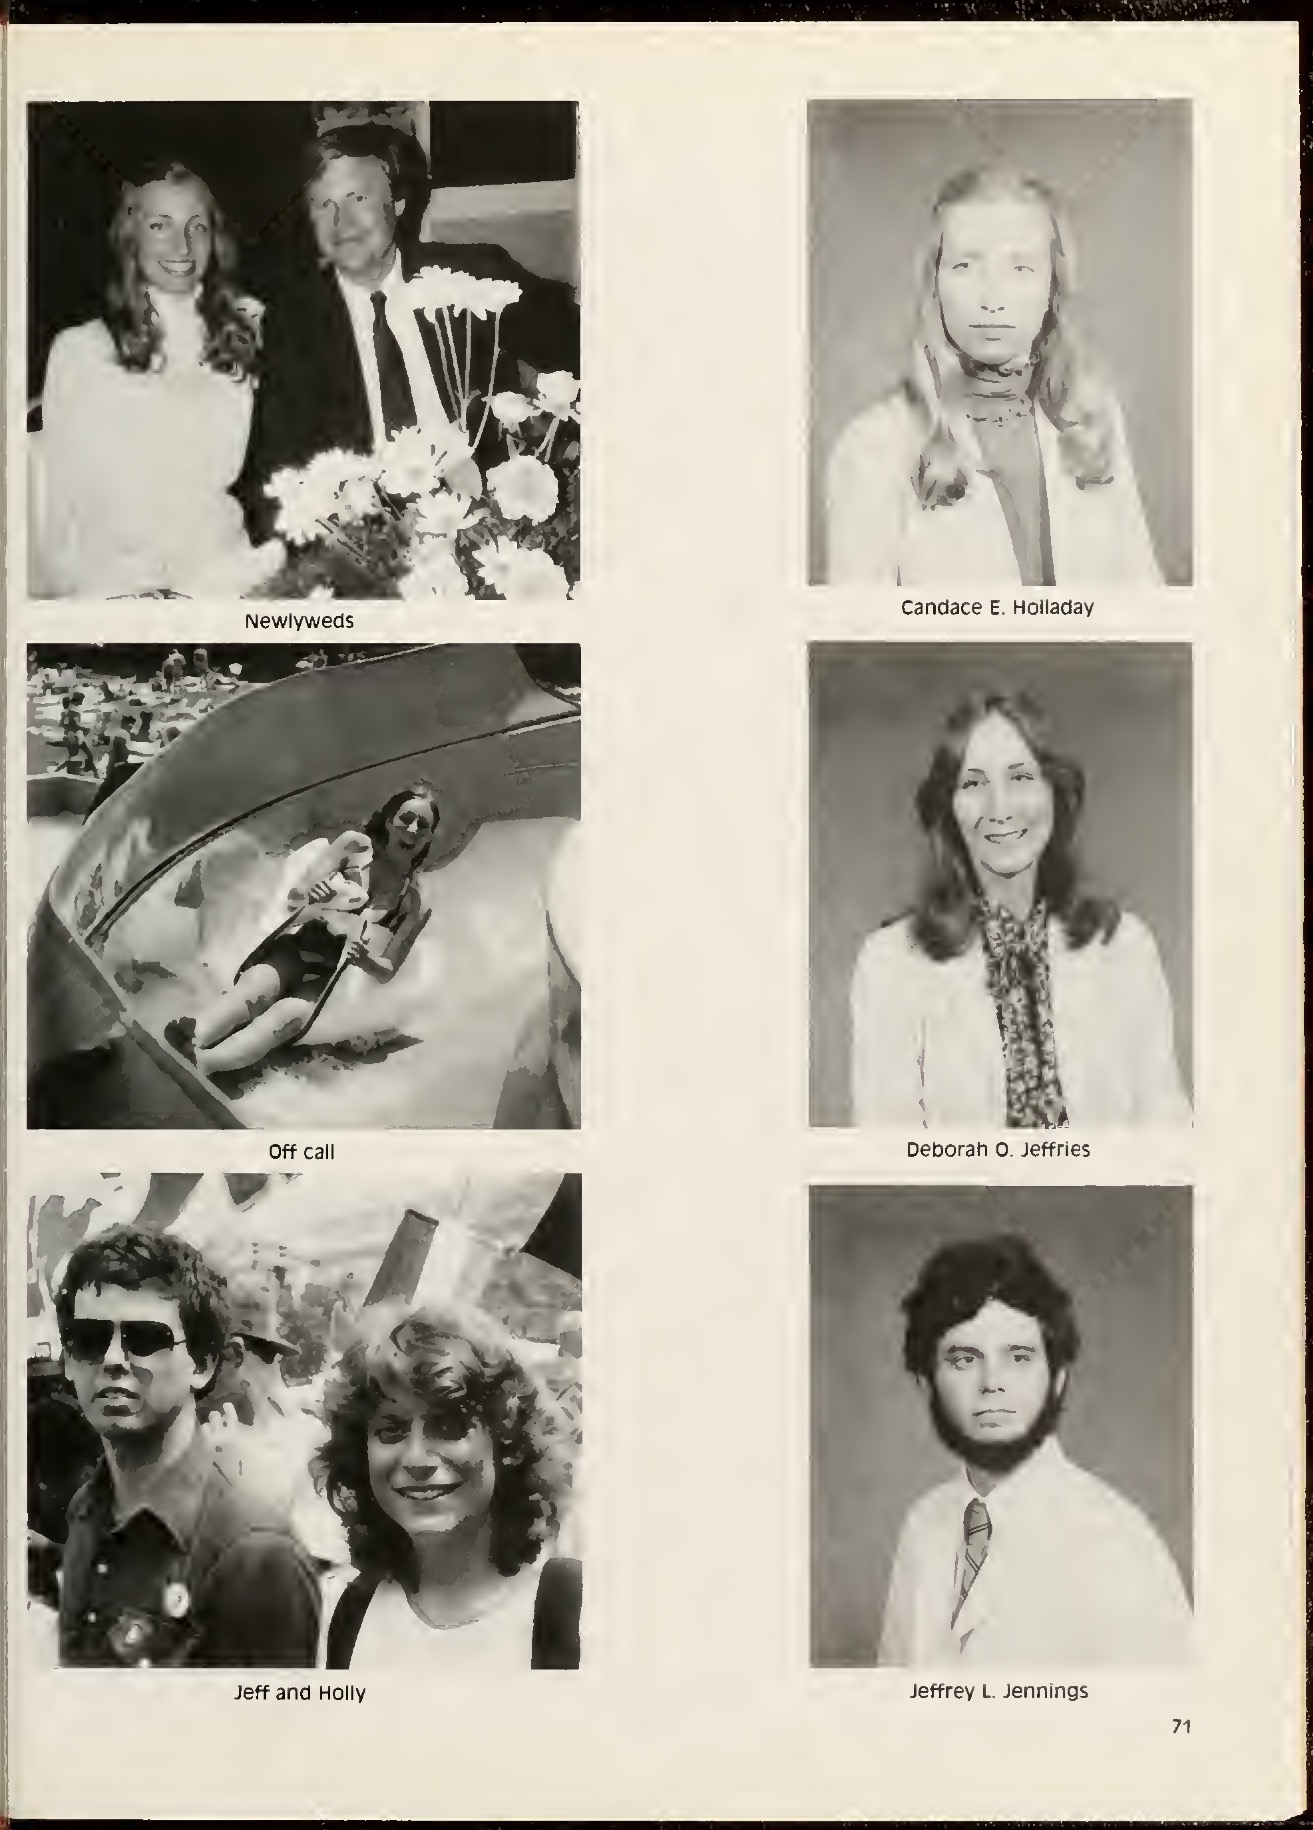 Newlyweds
Candace E. Holladay
Off call
Deborah O. Jeffries
Jeff and Holly
Jeffrey L. Jennings
71